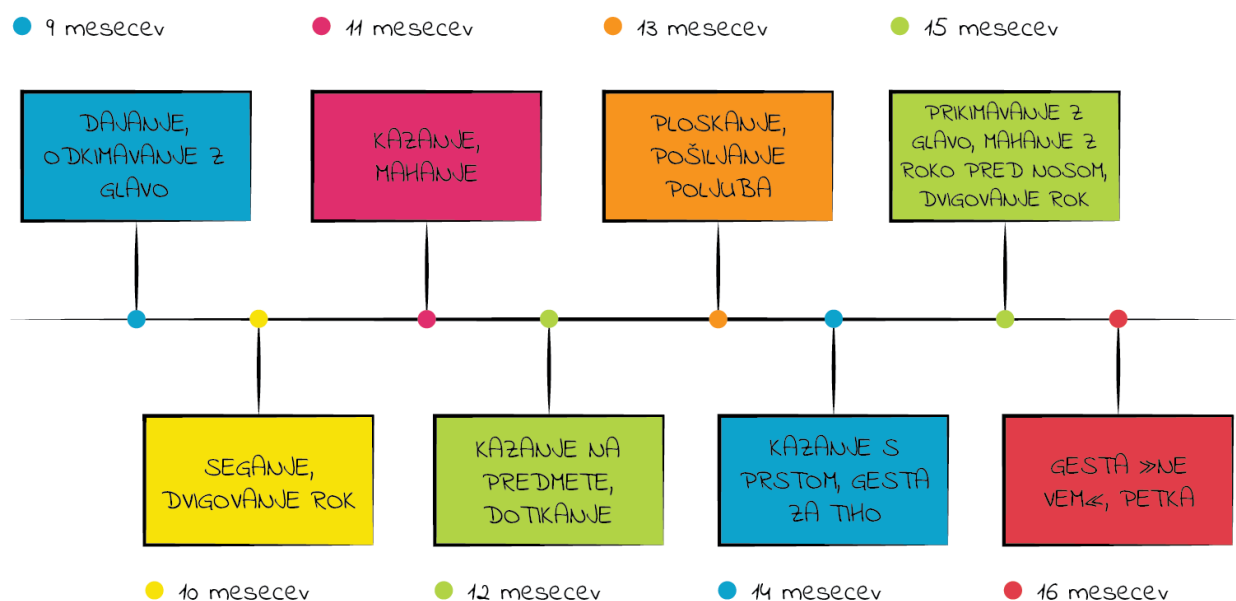 9 mesecev
11 mesecev
13 mesecev
15 mesecev
DAJANJE,
ODKIMAVANJE Z
GLAVO
KAZANJE,
MAHANJE
PLOSKANJE,
POŠILJANJE
POLJUBA
PRIKIMAVANJE Z
GLAVO, MAHANJE Z
ROKO PRED NOSOM,
DVIGOVANJE ROK
SEGANJE,
DVIGOVANJE ROK
KAZANJE NA
PREDMETE,
DOTIKANJE
KAZANJE S
PRSTOM, GESTA
ZA TIHO
GESTA »NE
VEM«, PETKA
10 mesecev
12 mesecev
14 mesecev
16 mesecev